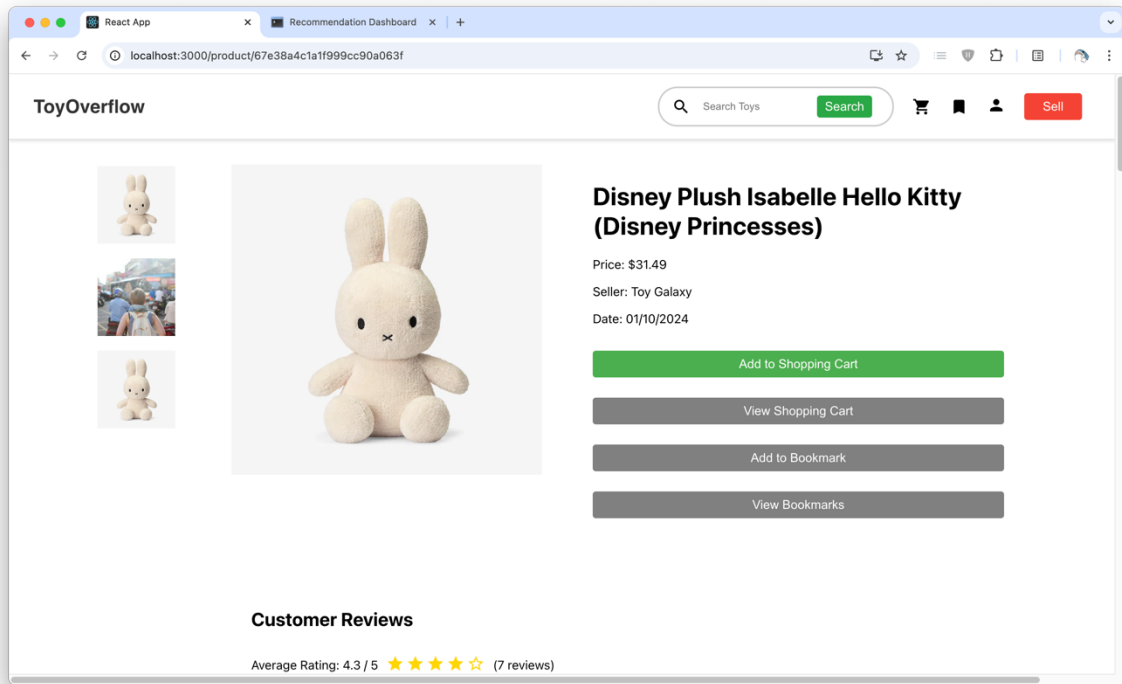 React App
Recommendation Dashboard
localhost:3000/product/67e38a4c1a1f999cc90a063f
ToyOverflow
Search Toys
Search
Sell
Disney Plush Isabelle Hello Kitty
(Disney Princesses)
Price: $31.49
Seller: Toy Galaxy
Date: 01/10/2024
Add to Shopping Cart
View Shopping Cart
Add to Bookmark
View Bookmarks
Customer Reviews
Average Rating: 4.3 / 5 (7 reviews)